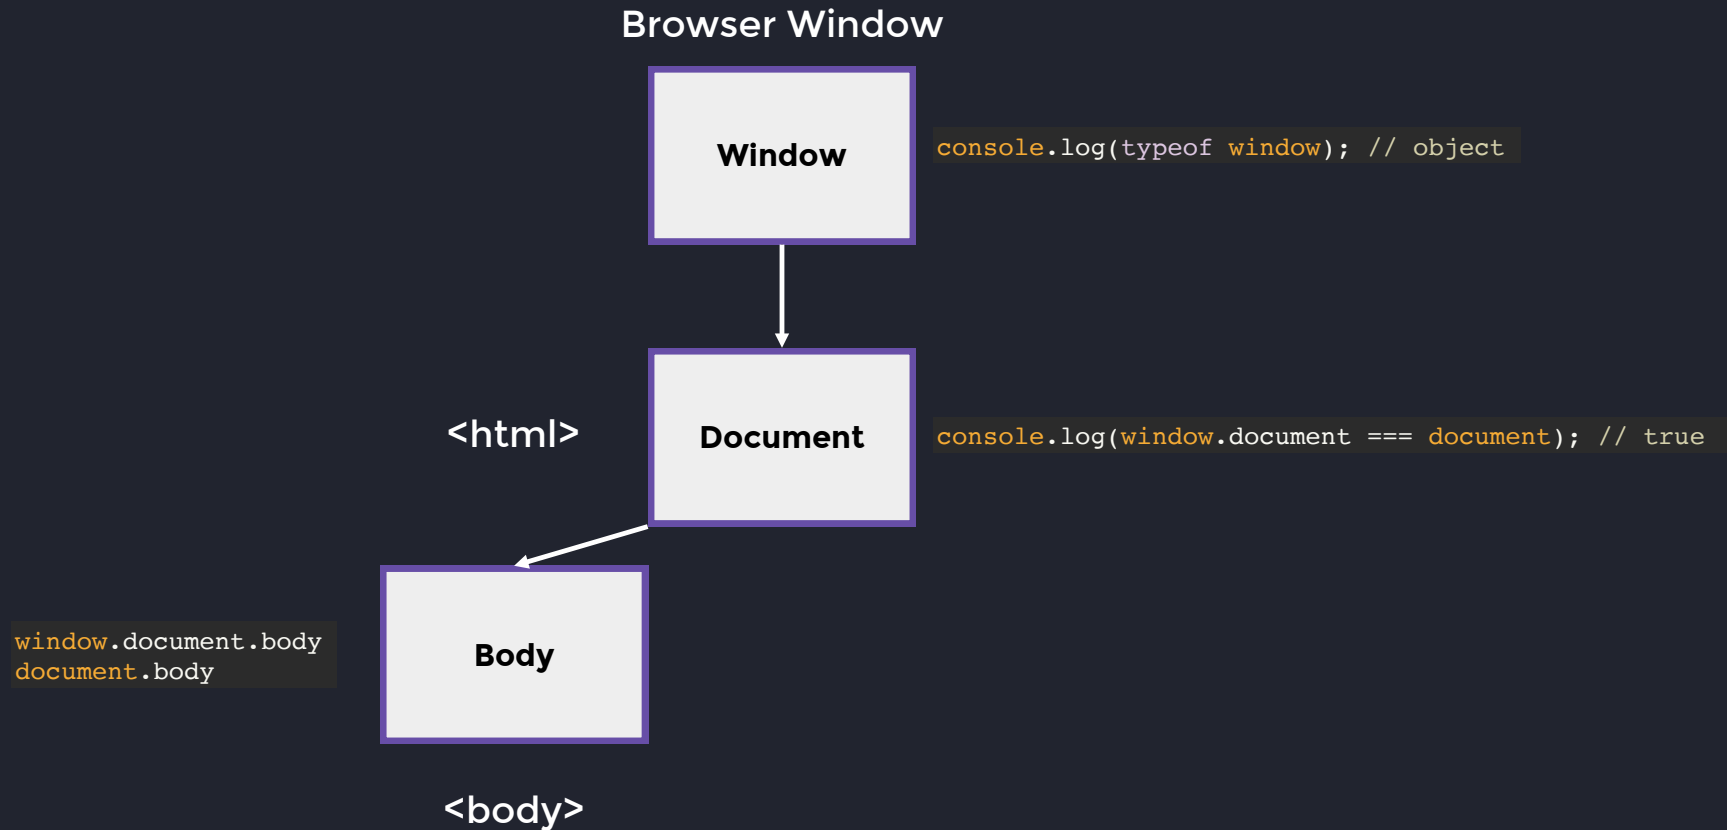 Browser Window
Window
console.log(typeof window); // object
<html>
Document
console.log(window.document === document); // true
window.document.body
document.body
Body
<body>